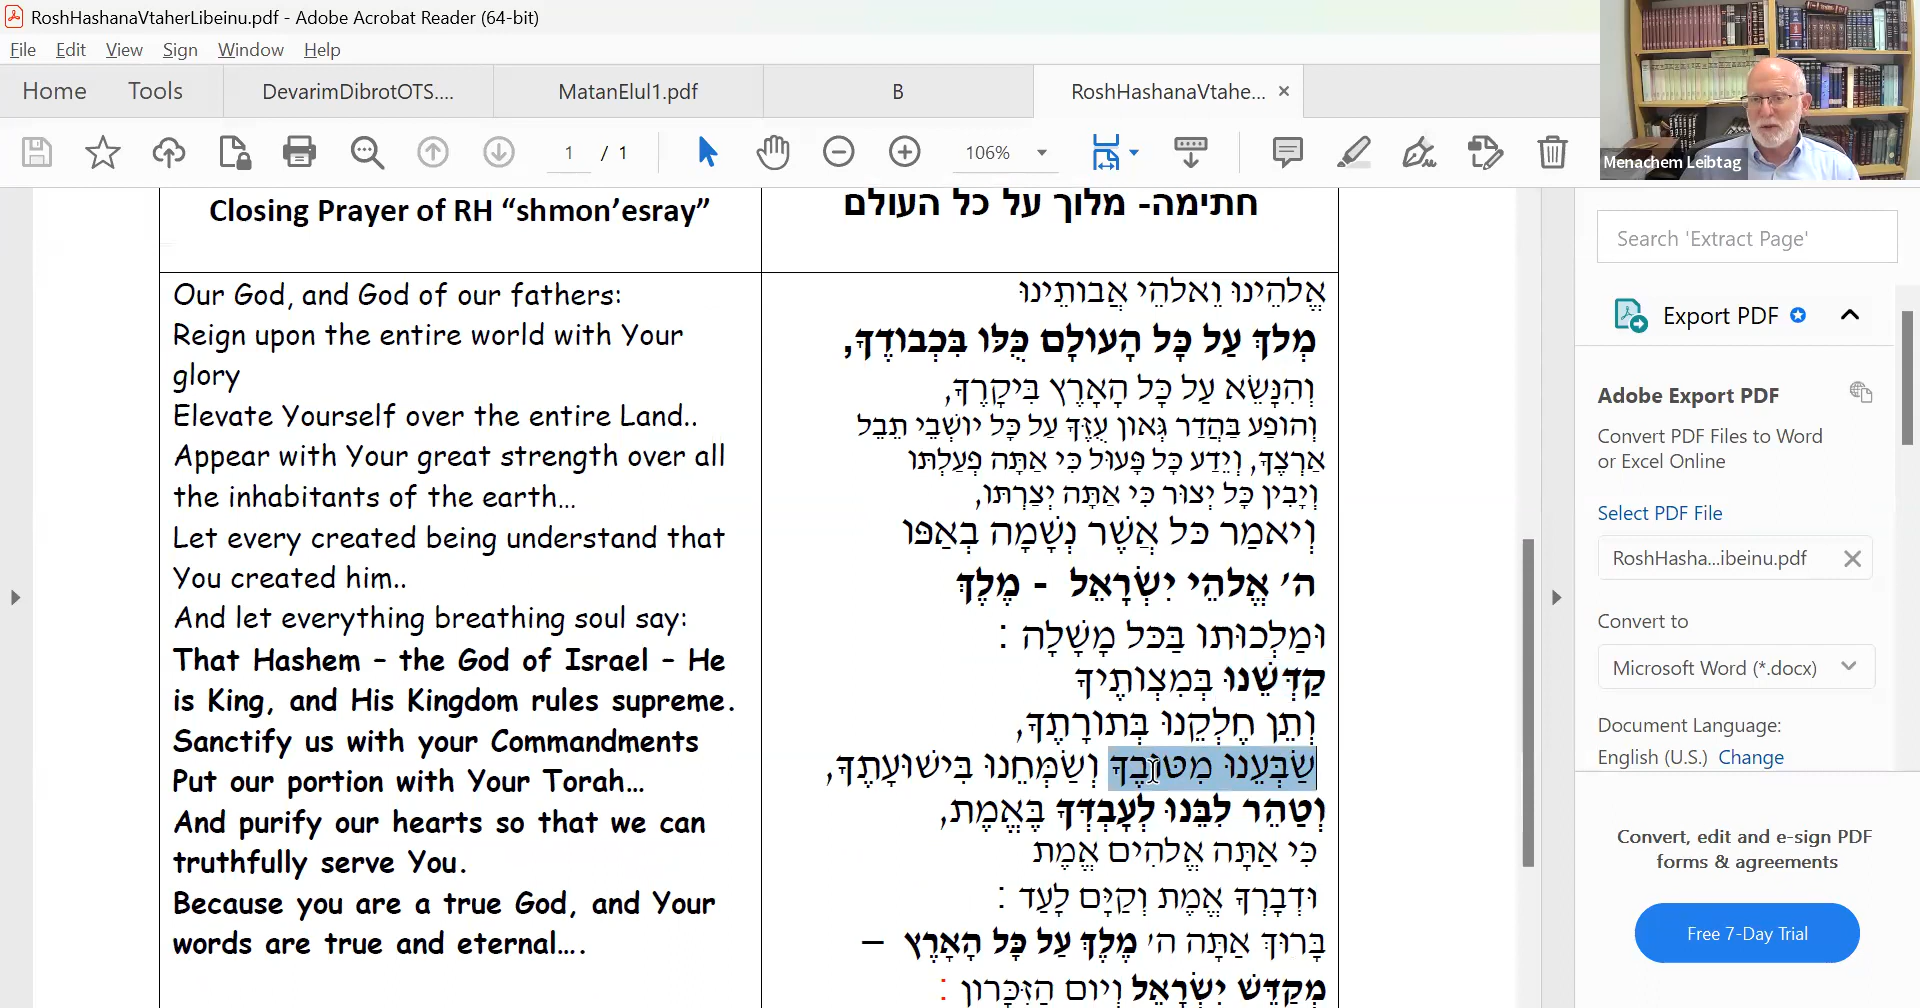 RoshHashanaVtaherLibeinu.pdf - Adobe Acrobat Reader (64-bit)
File Edit View Sign Window Help
Home Tools DevarimDibrotOTS.... MatanElul1.pdf B RoshHashanaVtahe... ×
1 / 1 106%
Menachem Leibtag
Closing Prayer of RH “shmon’esray”
Our God, and God of our fathers:
Reign upon the entire world with Your
glory
Elevate Yourself over the entire Land..
Appear with Your great strength over all
the inhabitants of the earth…
Let every created being understand that
You created him..
And let everything breathing soul say:
That Hashem – the God of Israel – He
is King, and His Kingdom rules supreme.
Sanctify us with your Commandments
Put our portion with Your Torah…
And purify our hearts so that we can
truthfully serve You.
Because you are a true God, and Your
words are true and eternal….
חתימה- מלוך על כל העולם
אֱלֹהֵינוּ וֵאלֹהֵי אֲבוֹתֵינוּ
מְלֹךְ עַל כָּל הָעוֹלָם כֻּלּוֹ בִּכְבוֹדֶךָ,
וְהִנָּשֵׂא עַל כָּל הָאָרֶץ בִּיקָרֶךָ,
וְהוֹפַע בַּהֲדַר גְּאוֹן עֻזֶּךָ עַל כָּל יוֹשְׁבֵי תֵבֵל
אַרְצֶךָ, וְיֵדַע כָּל פָּעוּל כִּי אַתָּה פְעַלְתּוֹ
וְיָבִין כָּל יְצוּר כִּי אַתָּה יְצַרְתּוֹ,
וְיֹאמַר כֹּל אֲשֶׁר נְשָׁמָה בְאַפּוֹ
ה׳ אֱלֹהֵי יִשְׂרָאֵל - מֶלֶךְ
וּמַלְכוּתוֹ בַּכֹּל מָשָׁלָה :
קַדְּשֵׁנוּ בְּמִצְוֹתֶיךָ
וְתֵן חֶלְקֵנוּ בְּתוֹרָתֶךָ,
שַׂבְּעֵנוּ מִטּוּבֶךָ וְשַׂמְּחֵנוּ בִּישׁוּעָתֶךָ,
וְטַהֵר לִבֵּנוּ לְעָבְדְּךָ בֶּאֱמֶת,
כִּי אַתָּה אֱלֹהִים אֱמֶת
וּדְבָרְךָ אֱמֶת וְקַיָּם לָעַד :
בָּרוּךְ אַתָּה ה׳ מֶלֶךְ עַל כָּל הָאָרֶץ –
מְקַדֵּשׁ יִשְׂרָאֵל וְיוֹם הַזִּכָּרוֹן :
Search 'Extract Page'
Export PDF
Adobe Export PDF
Convert PDF Files to Word
or Excel Online
Select PDF File
RoshHasha...ibeinu.pdf
Convert to
Microsoft Word (*.docx)
Document Language:
English (U.S.) Change
Convert, edit and e-sign PDF
forms & agreements
Free 7-Day Trial